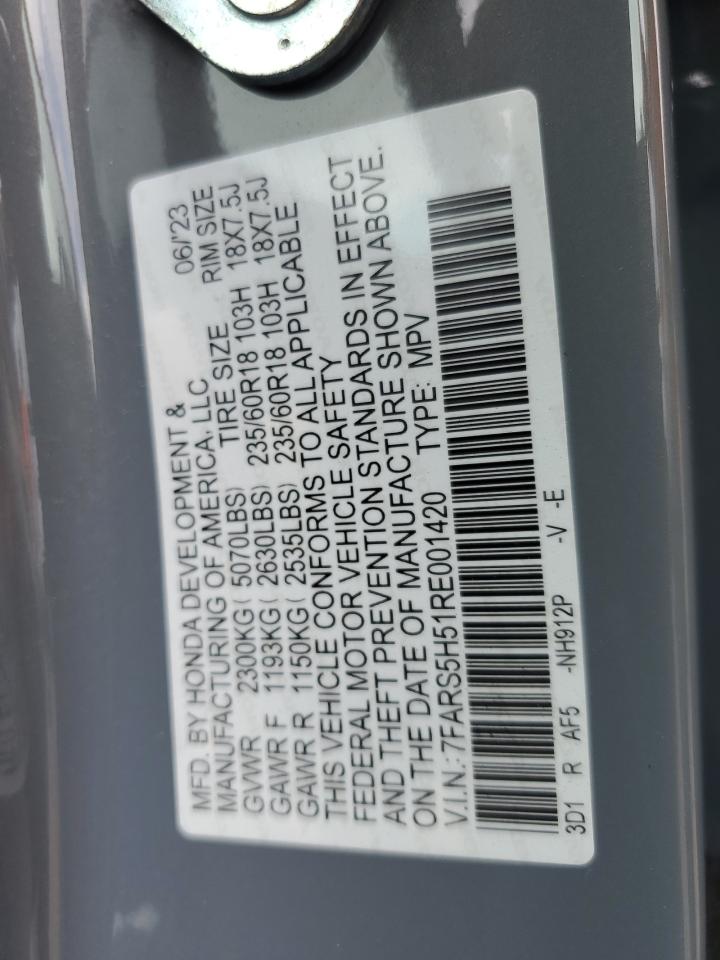 MFD. BY HONDA DEVELOPMENT &
MANUFACTURING OF AMERICA, LLC 06/'23
GVWR 2300KG ( 5070LBS) TIRE SIZE RIM SIZE
GAWR F 1193KG ( 2630LBS) 235/60R18 103H 18X7.5J
GAWR R 1150KG ( 2535LBS) 235/60R18 103H 18X7.5J
THIS VEHICLE CONFORMS TO ALL APPLICABLE
FEDERAL MOTOR VEHICLE SAFETY
AND THEFT PREVENTION STANDARDS IN EFFECT
ON THE DATE OF MANUFACTURE SHOWN ABOVE.
V.I.N.: 7FARS5H51RE001420 TYPE: MPV
3D1 R AF5 -NH912P -V -E